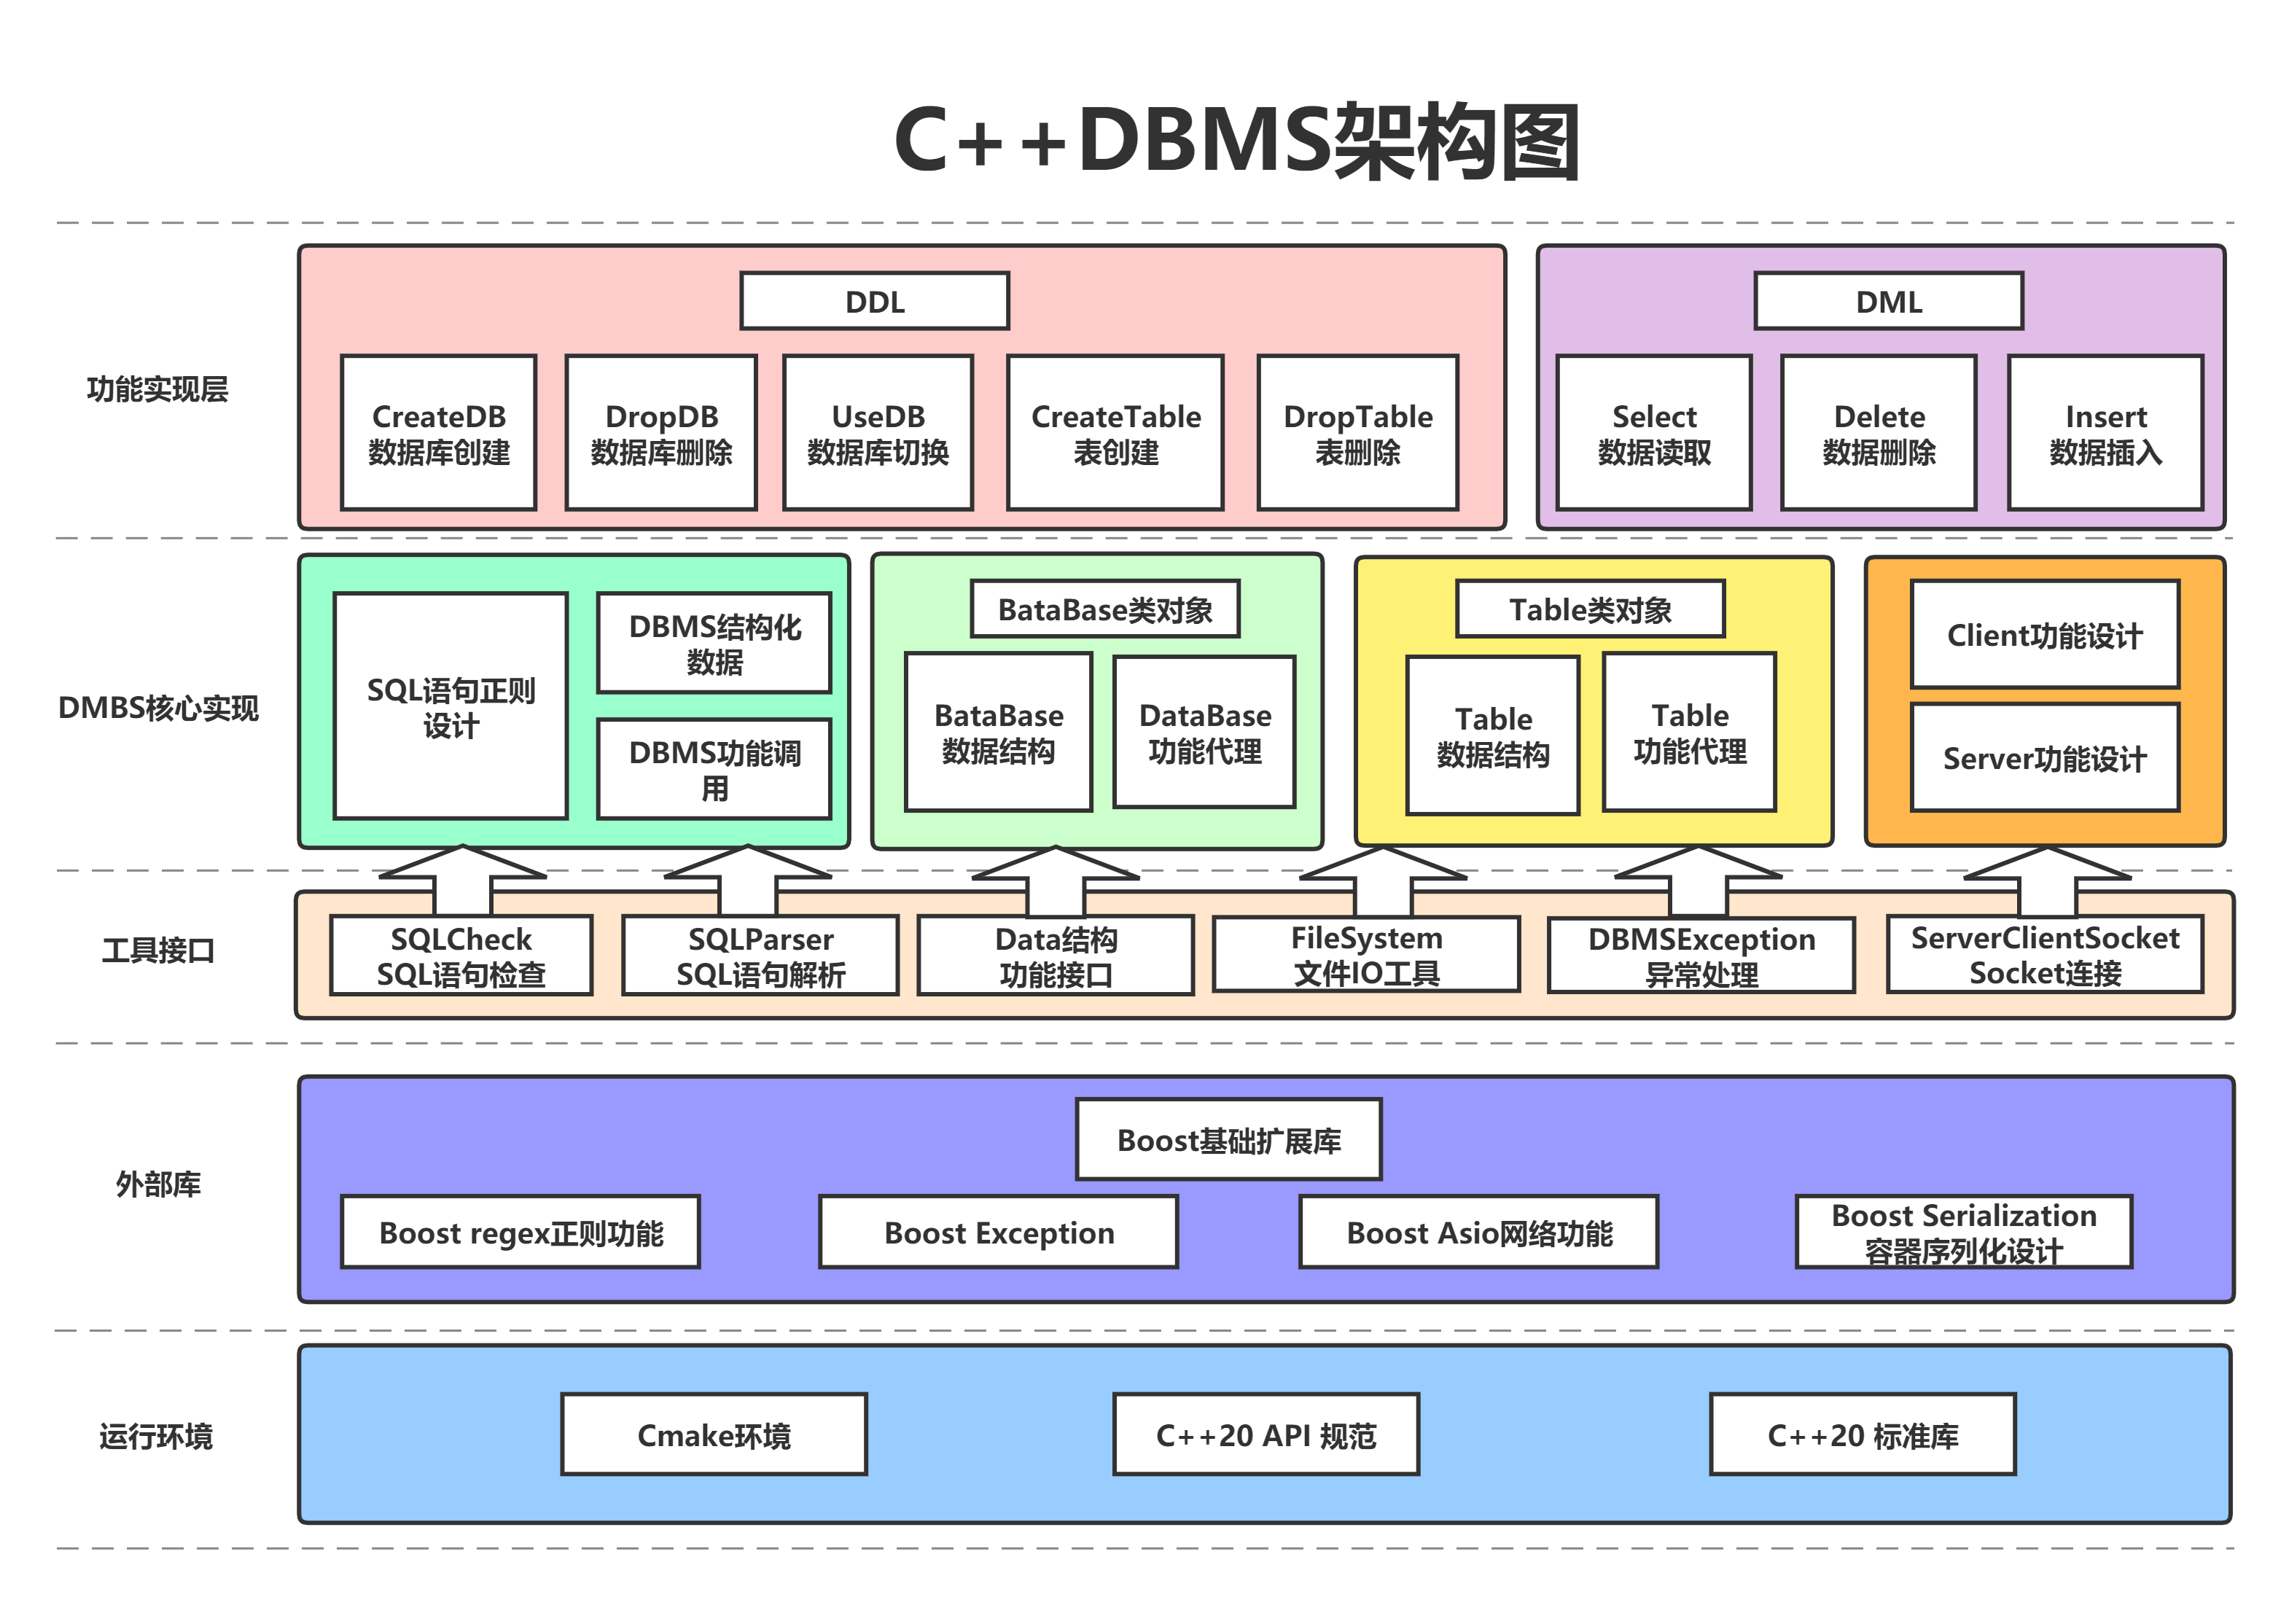 C++DBMS架构图
功能实现层
DDL
CreateDB
数据库创建
DropDB
数据库删除
UseDB
数据库切换
CreateTable
表创建
DropTable
表删除
DML
Select
数据读取
Delete
数据删除
Insert
数据插入
DMBS核心实现
SQL语句正则
设计
DBMS结构化
数据
DBMS功能调
用
BataBase类对象
BataBase
数据结构
DataBase
功能代理
Table类对象
Table
数据结构
Table
功能代理
Client功能设计
Server功能设计
工具接口
SQLCheck
SQL语句检查
SQLParser
SQL语句解析
Data结构
功能接口
FileSystem
文件IO工具
DBMSException
异常处理
ServerClientSocket
Socket连接
外部库
Boost基础扩展库
Boost regex正则功能
Boost Exception
Boost Asio网络功能
Boost Serialization
容器序列化设计
运行环境
Cmake环境
C++20 API 规范
C++20 标准库